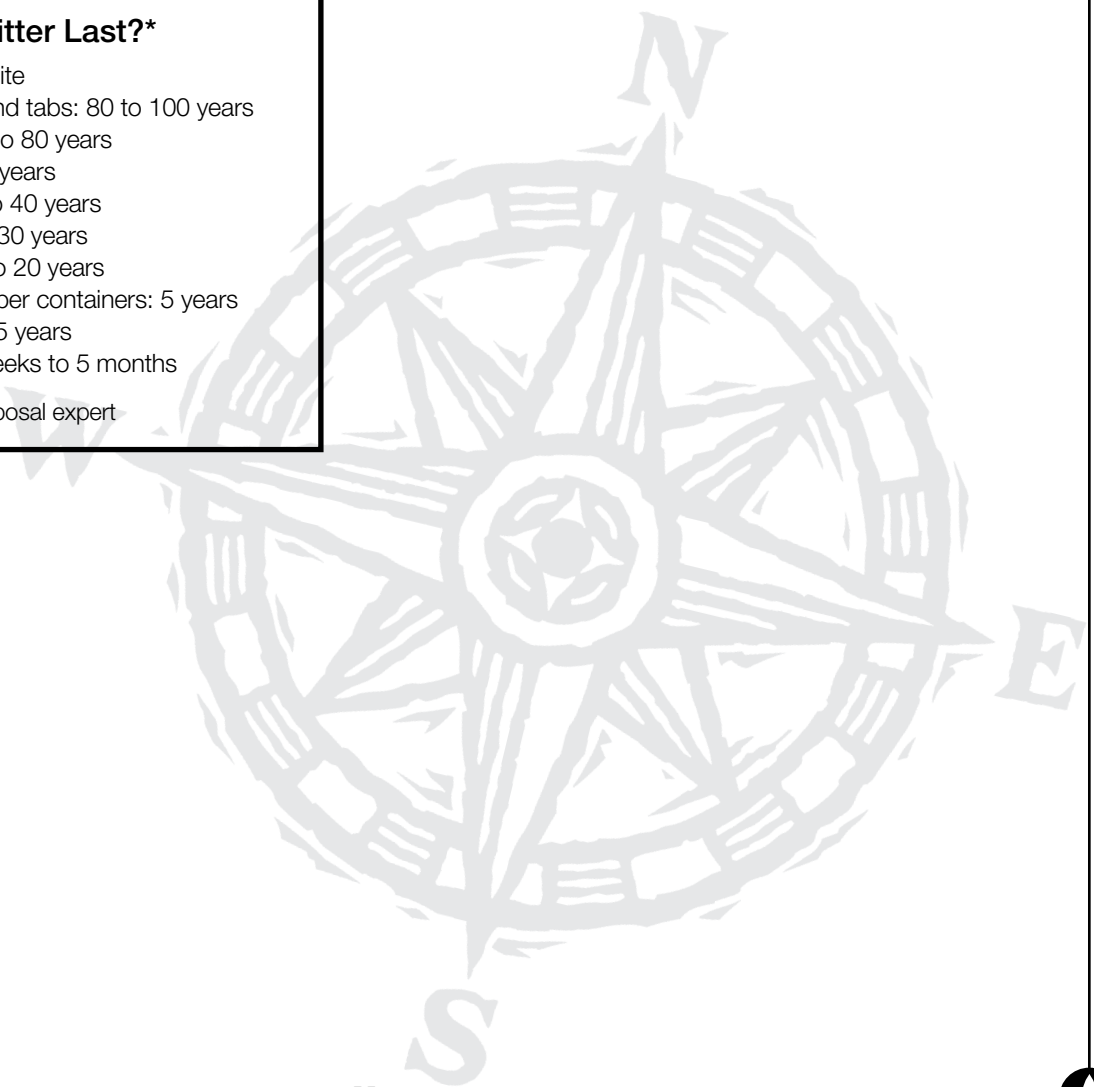 itter Last?*
ite
nd tabs: 80 to 100 years
o 80 years
years
o 40 years
30 years
o 20 years
per containers: 5 years
5 years
eeks to 5 months
posal expert
N
W
E
S